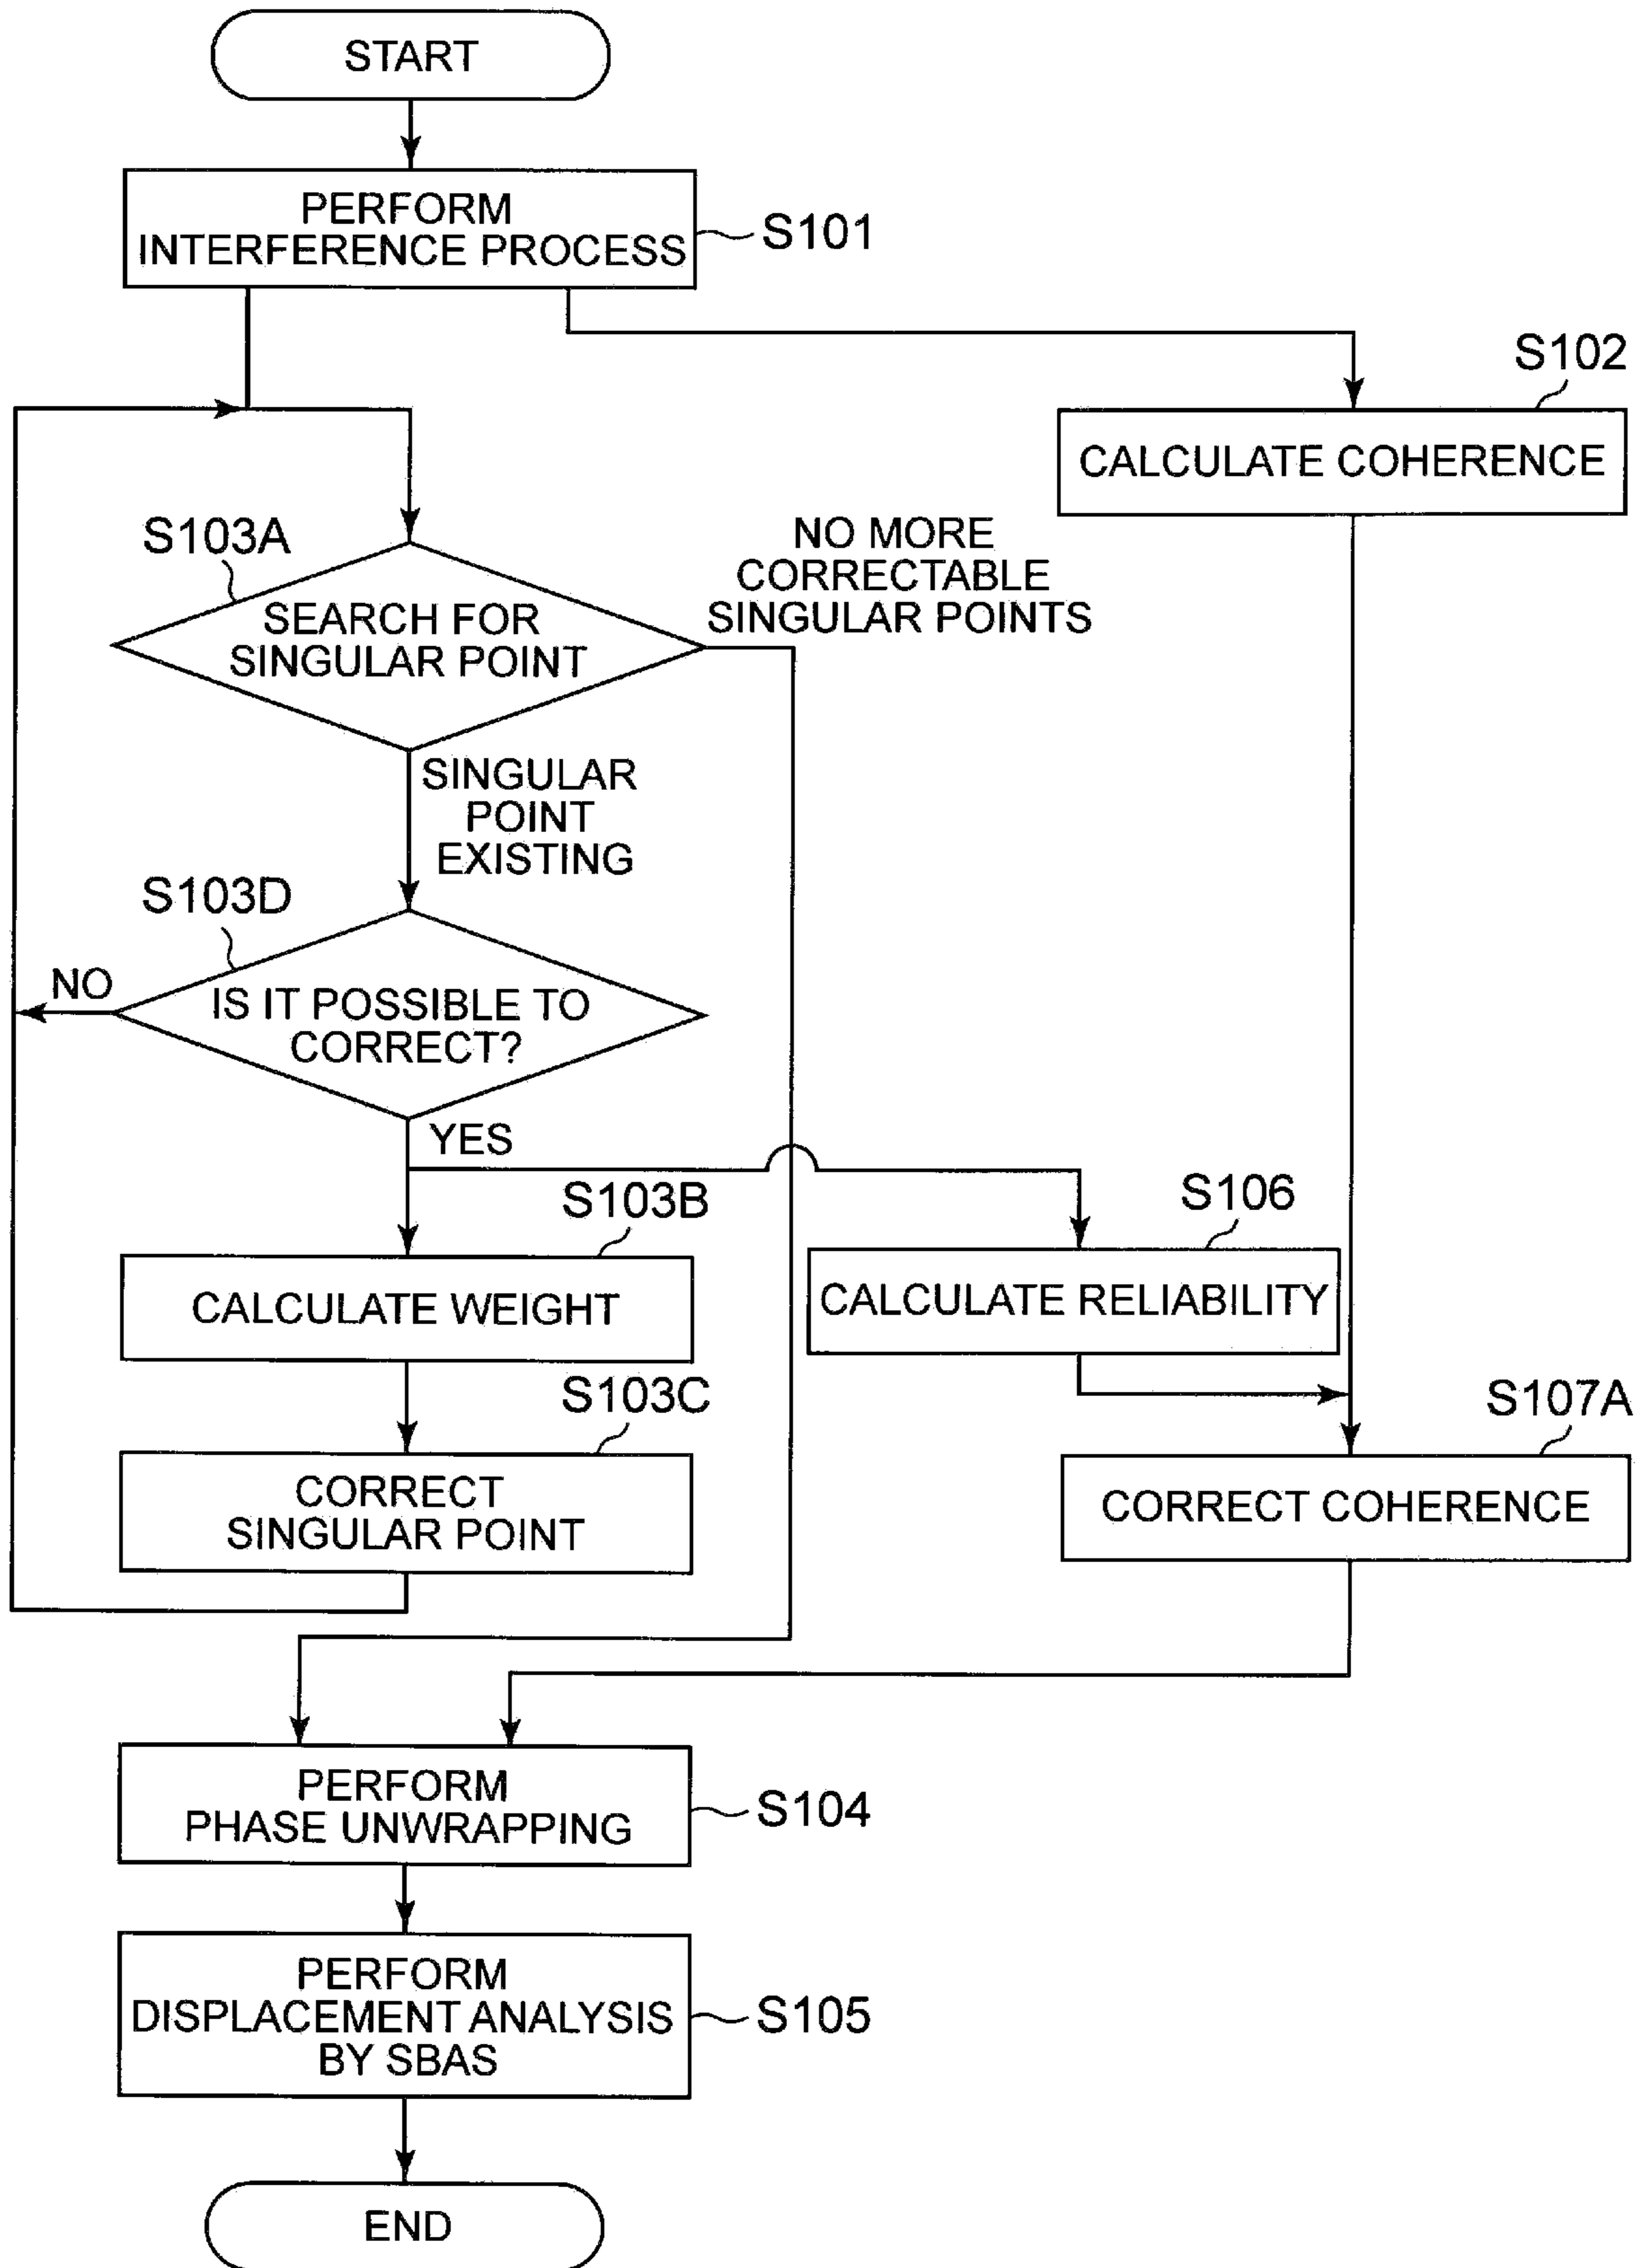 START
PERFORM
INTERFERENCE PROCESS
S101
S102
CALCULATE COHERENCE
S103A
SEARCH FOR
SINGULAR POINT
NO MORE
CORRECTABLE
SINGULAR POINTS
SINGULAR
POINT
EXISTING
S103D
NO
IS IT POSSIBLE TO
CORRECT?
YES
S103B
CALCULATE WEIGHT
S106
CALCULATE RELIABILITY
S103C
CORRECT
SINGULAR POINT
S107A
CORRECT COHERENCE
PERFORM
PHASE UNWRAPPING
S104
PERFORM
DISPLACEMENT ANALYSIS
BY SBAS
S105
END